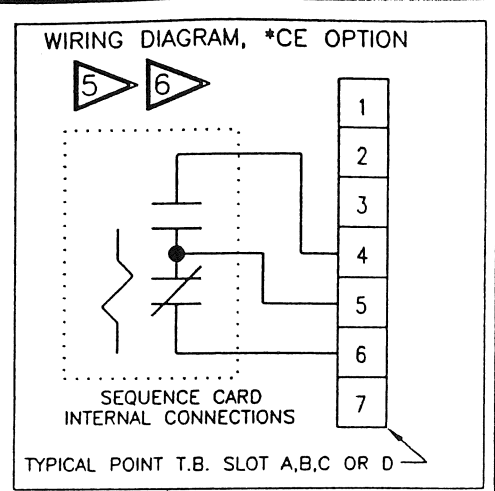 WIRING DIAGRAM, *CE OPTION
5 6
1
2
3
4
5
6
7
SEQUENCE CARD
INTERNAL CONNECTIONS
TYPICAL POINT T.B. SLOT A,B,C OR D